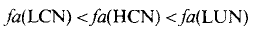 fa(LCN) < fa(HCN) < fa(LUN)